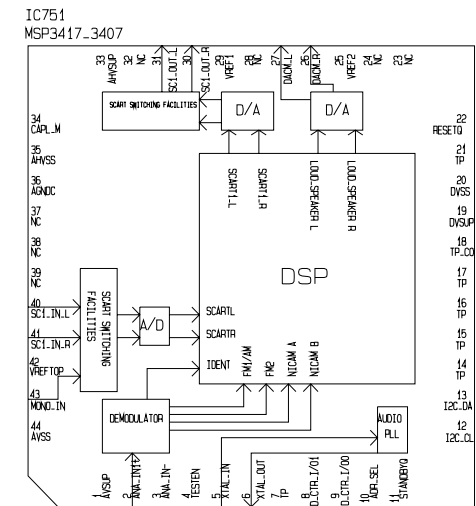 IC751
MSP3417_3407
33 AHVSUP
32 NC
31 SC1_OUT_L
30 SC1_OUT_R
29 VREF1
28 NC
27 DACM_L
26 DACM_R
25 VREF2
24 NC
23 NC
SCART SWITCHING FACILITIES
D/A
D/A
34
CAPL_M
22
RESETQ
35
AHVSS
21
TP
36
AGNDC
20
DVSS
37
NC
19
DVSUP
38
NC
18
TP_CO
39
NC
17
TP
40
SC1_IN_L
16
TP
41
SC1_IN_R
15
TP
42
VREFTOP
14
TP
43
MONO_IN
13
I2C_DA
44
AVSS
12
I2C_CL
SCART1_L
SCART1_R
LOUD_SPEAKER L
LOUD_SPEAKER R
DSP
SCART SWITCHING
FACILITIES
A/D
SCARTL
SCARTR
IDENT
FM1/AM
FM2
NICAM A
NICAM B
DEMODULATOR
AUDIO
PLL
1 AVSUP
2 ANA_IN1+
3 ANA_IN-
4 TESTEN
5 XTAL_IN
6 XTAL_OUT
7 TP
8 D_CTR_I/O1
9 D_CTR_I/O0
10 ADR_SEL
11 STANDBYQ